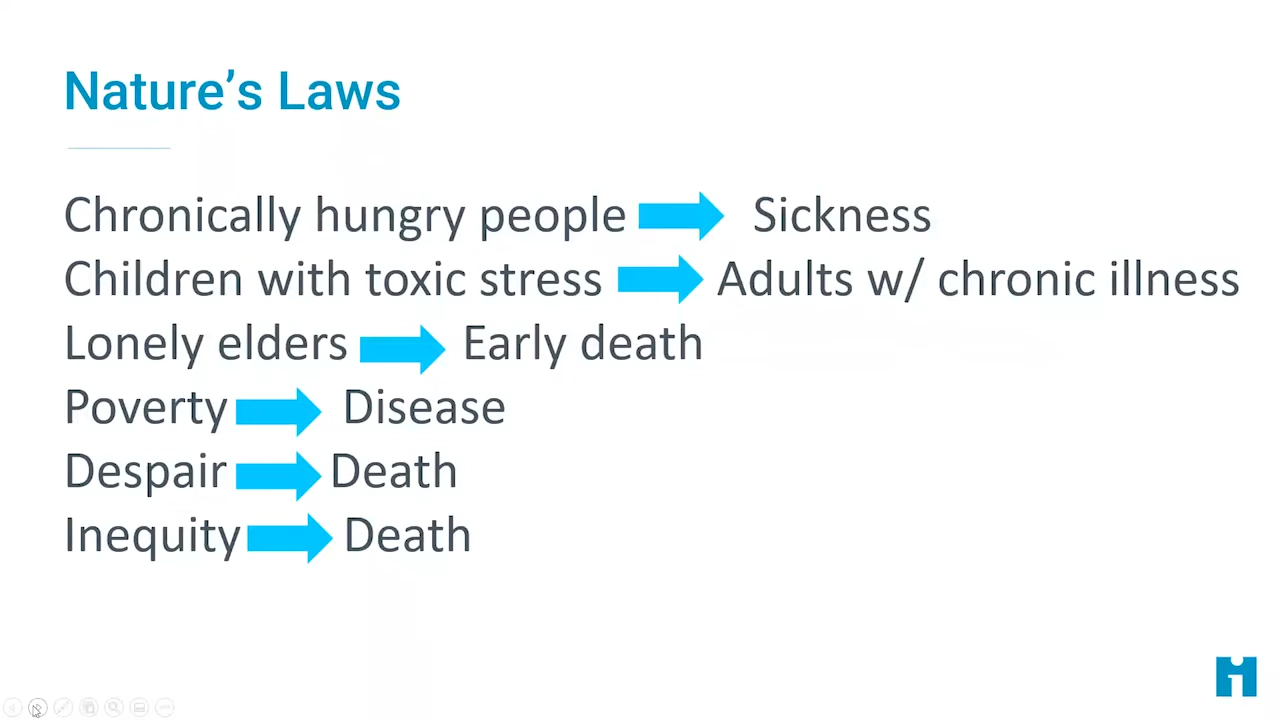 Nature's Laws
Chronically hungry people Sickness
Children with toxic stress Adults w/ chronic illness
Lonely elders Early death
Poverty Disease
Despair Death
Inequity Death